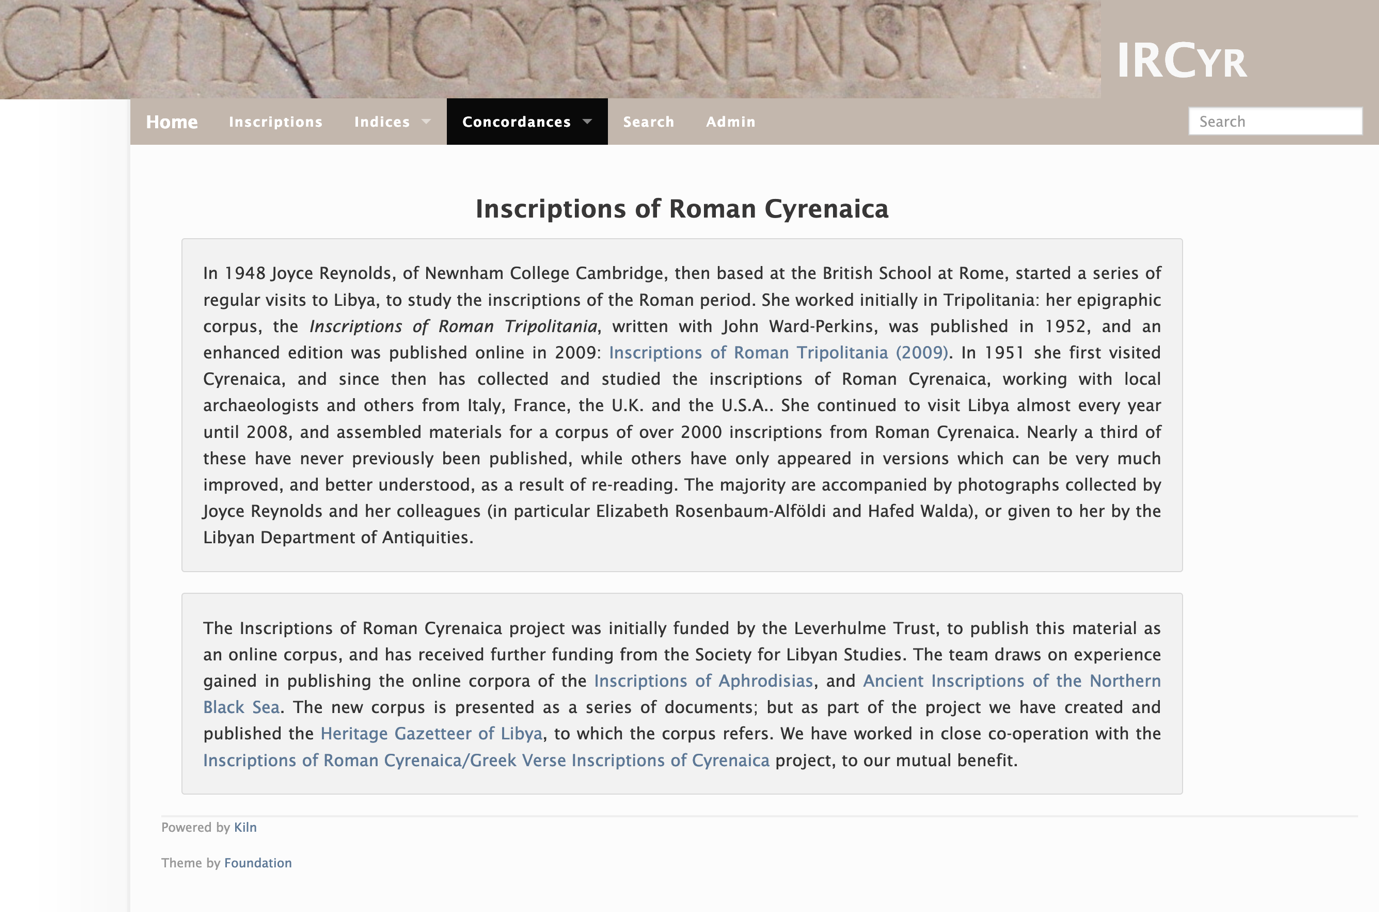 CIVITATICYRENENSIVM
IRCYR
Home Inscriptions Indices Concordances Search Admin Search
Inscriptions of Roman Cyrenaica
In 1948 Joyce Reynolds, of Newnham College Cambridge, then based at the British School at Rome, started a series of
regular visits to Libya, to study the inscriptions of the Roman period. She worked initially in Tripolitania: her epigraphic
corpus, the Inscriptions of Roman Tripolitania, written with John Ward-Perkins, was published in 1952, and an
enhanced edition was published online in 2009: Inscriptions of Roman Tripolitania (2009). In 1951 she first visited
Cyrenaica, and since then has collected and studied the inscriptions of Roman Cyrenaica, working with local
archaeologists and others from Italy, France, the U.K. and the U.S.A.. She continued to visit Libya almost every year
until 2008, and assembled materials for a corpus of over 2000 inscriptions from Roman Cyrenaica. Nearly a third of
these have never previously been published, while others have only appeared in versions which can be very much
improved, and better understood, as a result of re-reading. The majority are accompanied by photographs collected by
Joyce Reynolds and her colleagues (in particular Elizabeth Rosenbaum-Alföldi and Hafed Walda), or given to her by the
Libyan Department of Antiquities.
The Inscriptions of Roman Cyrenaica project was initially funded by the Leverhulme Trust, to publish this material as
an online corpus, and has received further funding from the Society for Libyan Studies. The team draws on experience
gained in publishing the online corpora of the Inscriptions of Aphrodisias, and Ancient Inscriptions of the Northern
Black Sea. The new corpus is presented as a series of documents; but as part of the project we have created and
published the Heritage Gazetteer of Libya, to which the corpus refers. We have worked in close co-operation with the
Inscriptions of Roman Cyrenaica/Greek Verse Inscriptions of Cyrenaica project, to our mutual benefit.
Powered by Kiln
Theme by Foundation